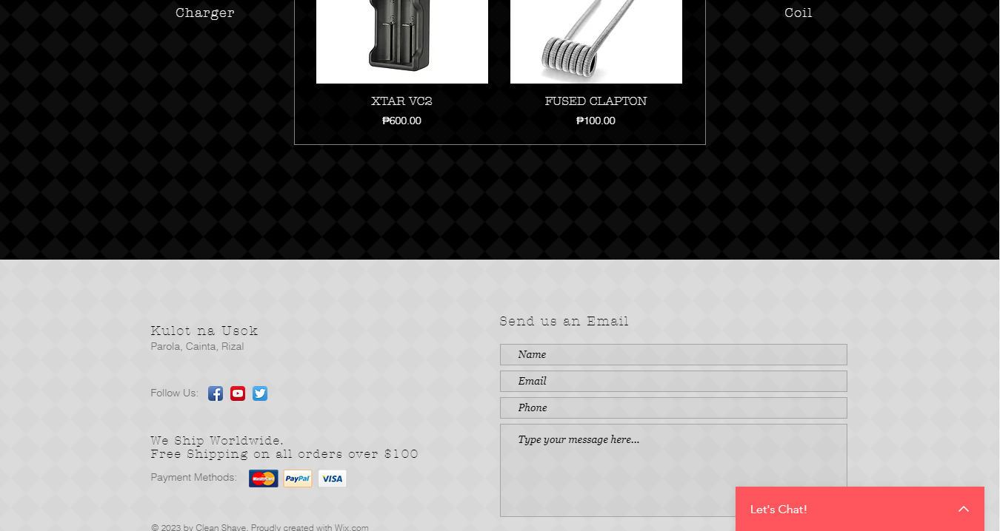 Charger
Coil
XTAR VC2
₱600.00
FUSED CLAPTON
₱100.00
Kulot na Usok
Parola, Cainta, Rizal
Follow Us:
We Ship Worldwide.
Free Shipping on all orders over $100
Payment Methods:
MasterCard
PayPal
VISA
© 2023 by Clean Shave. Proudly created with Wix.com
Send us an Email
Name
Email
Phone
Type your message here...
Let's Chat!